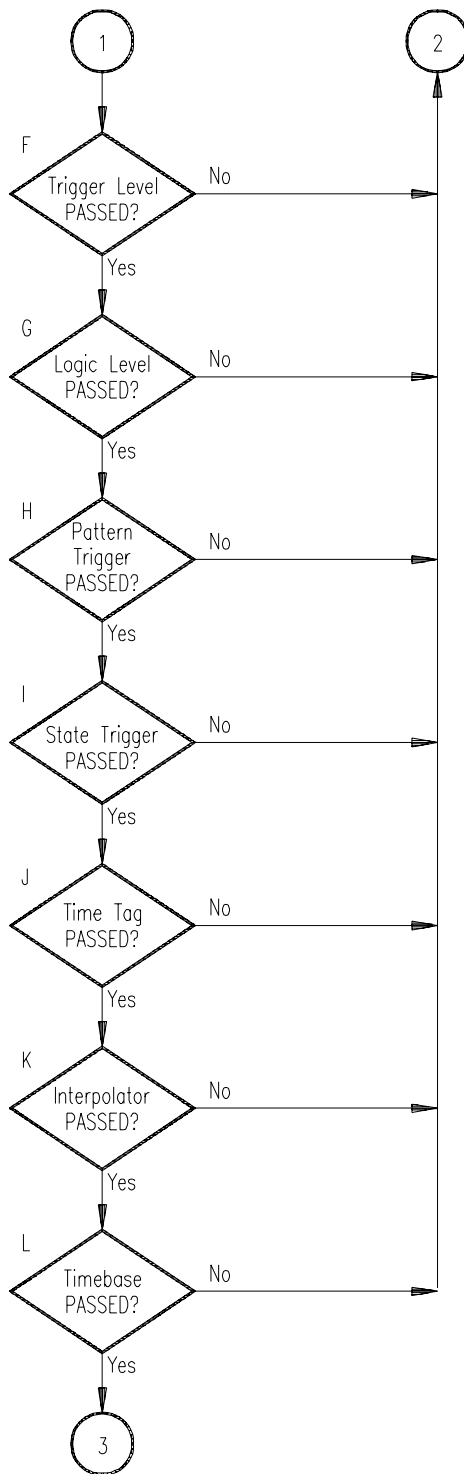 1
2
F
Trigger Level
PASSED?
No
Yes
G
Logic Level
PASSED?
No
Yes
H
Pattern
Trigger
PASSED?
No
Yes
I
State Trigger
PASSED?
No
Yes
J
Time Tag
PASSED?
No
Yes
K
Interpolator
PASSED?
No
Yes
L
Timebase
PASSED?
No
Yes
3